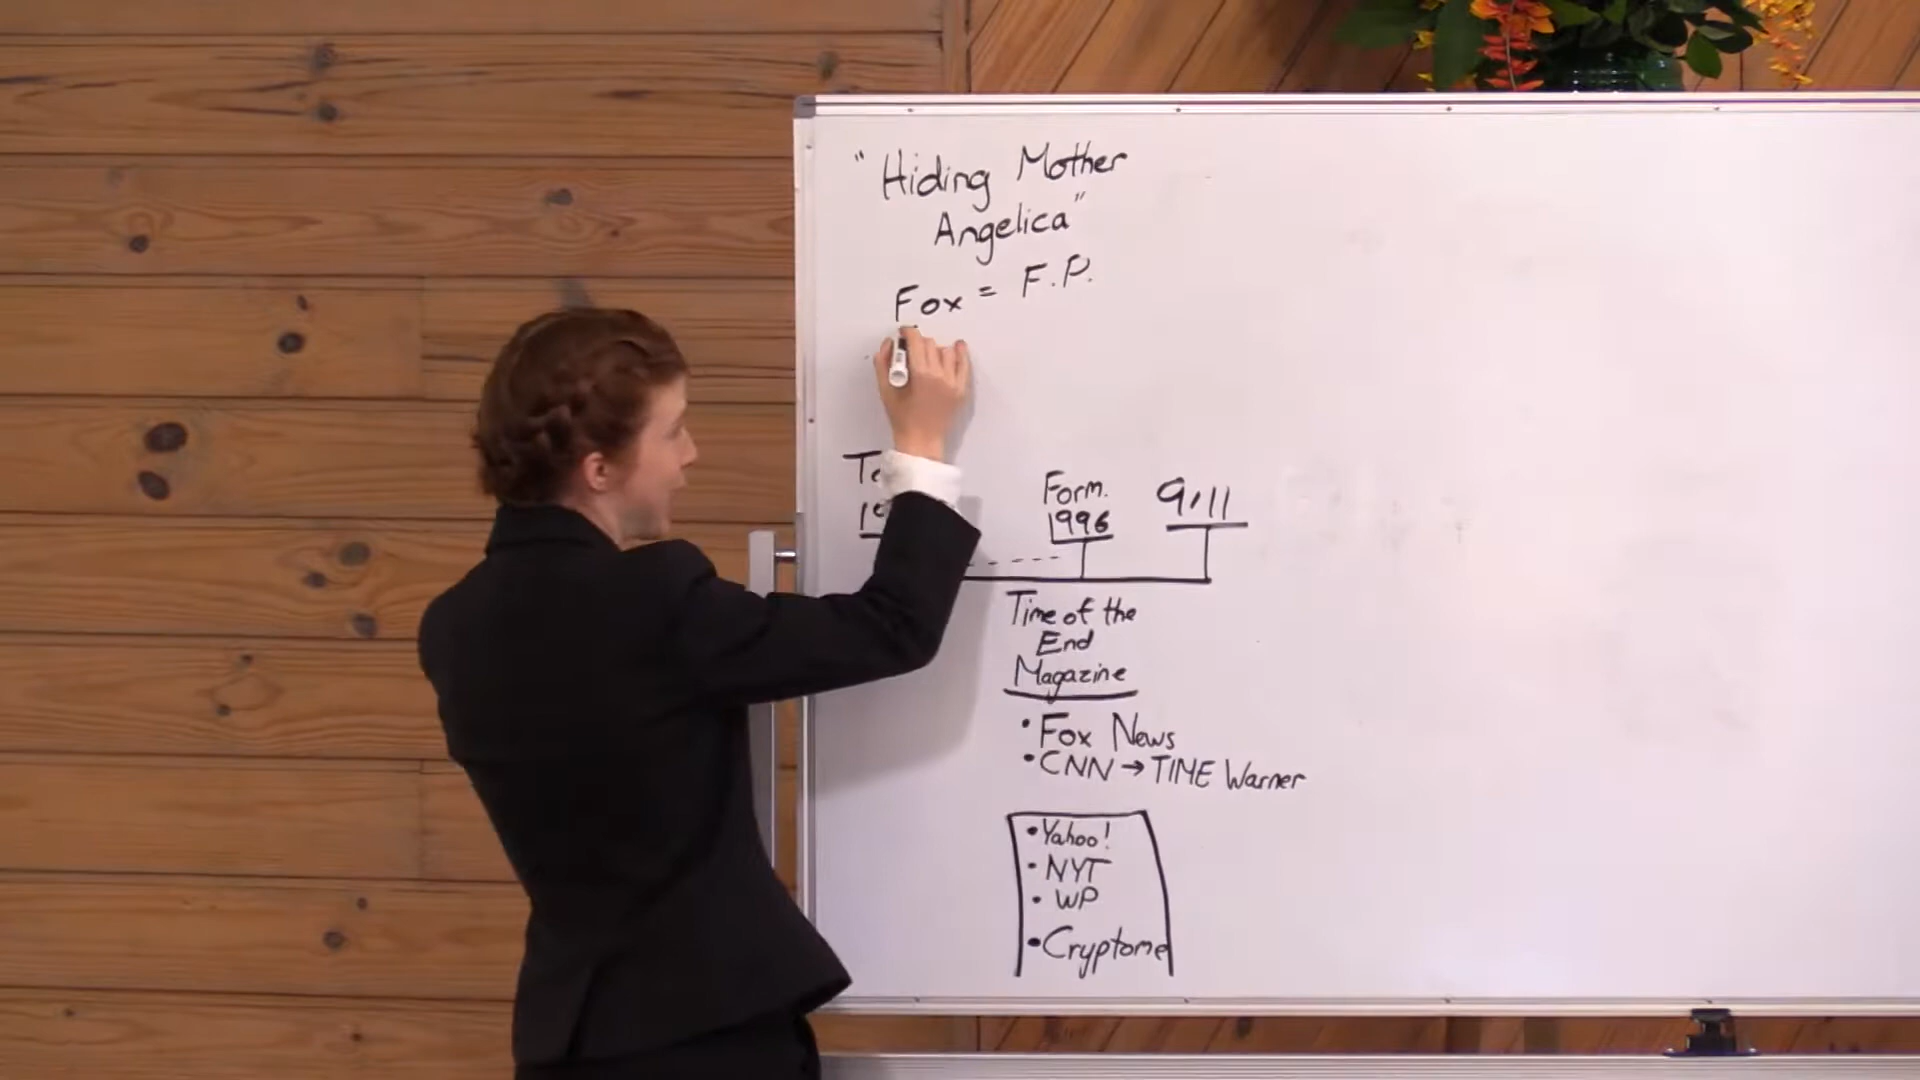 "Hiding Mother
Angelica"
Fox = F.P.
Form.
1996
9/11
Time of the
End
Magazine
• Fox News
• CNN → TIME Warner
• Yahoo!
• NYT
• WP
• Cryptome